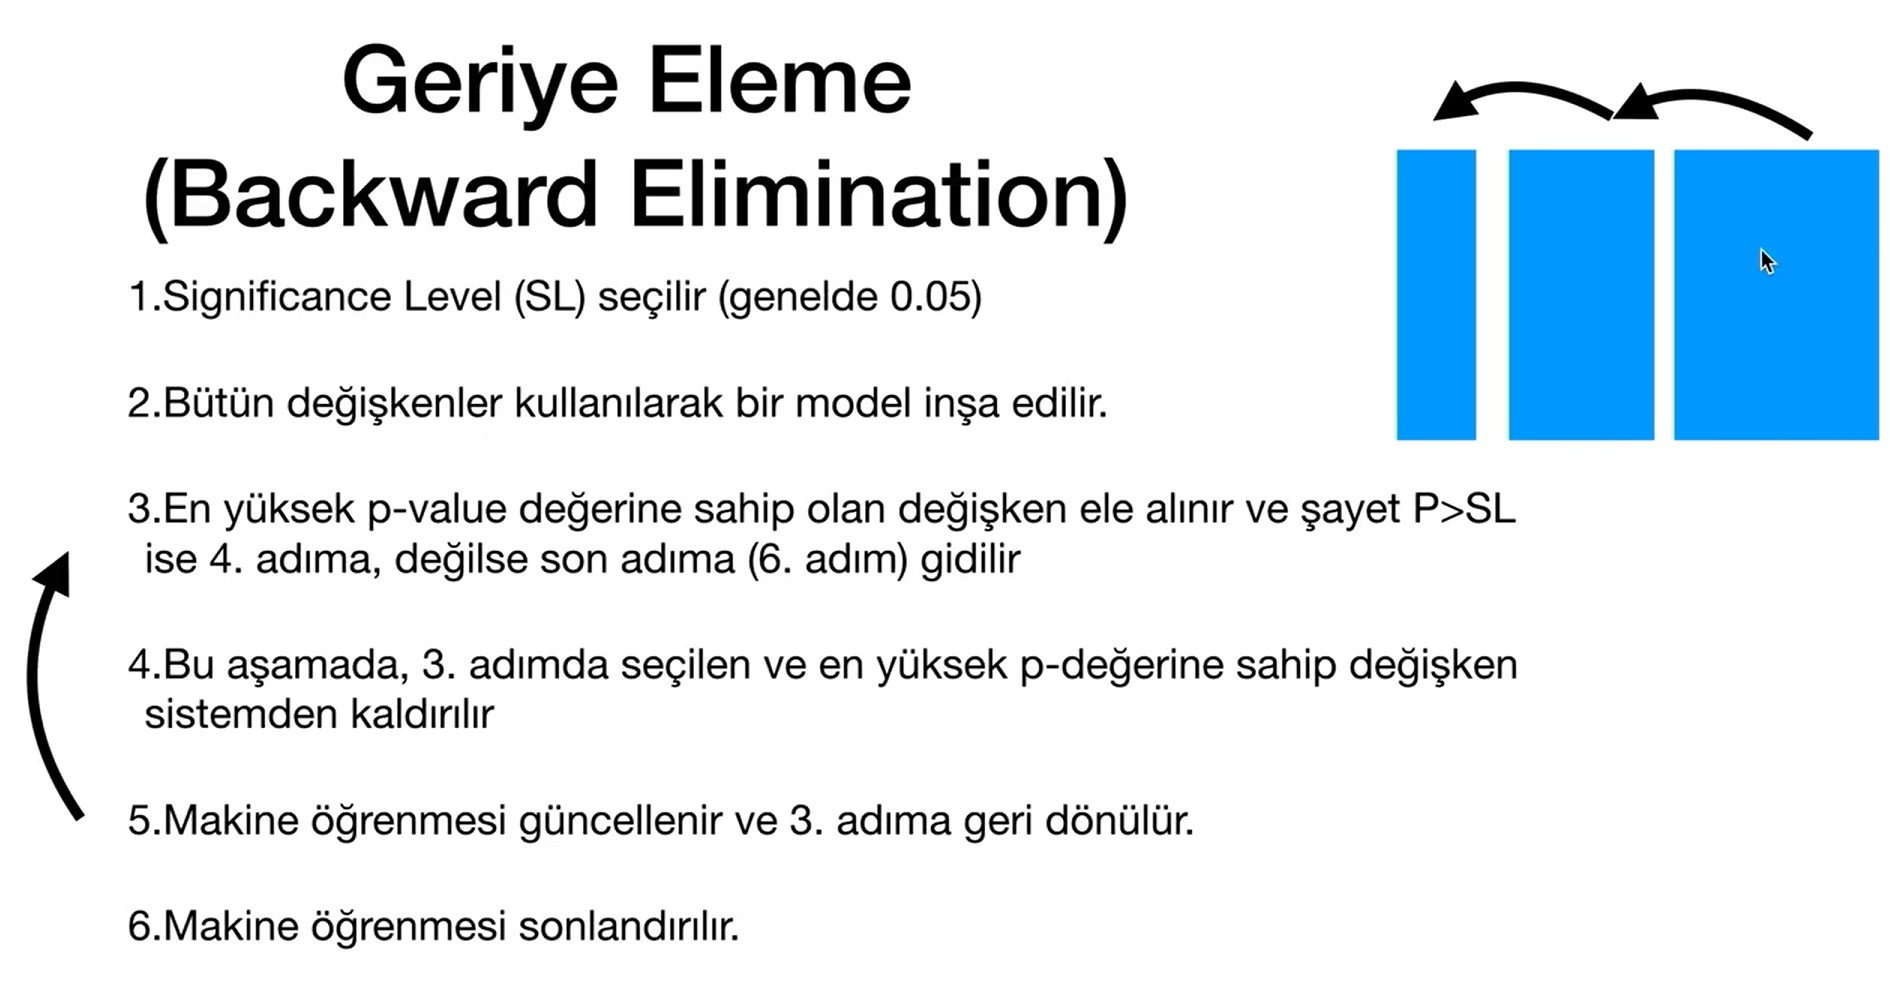 Geriye Eleme
(Backward Elimination)
1.Significance Level (SL) seçilir (genelde 0.05)
2.Bütün değişkenler kullanılarak bir model inşa edilir.
3.En yüksek p-value değerine sahip olan değişken ele alınır ve şayet P>SL
ise 4. adıma, değilse son adıma (6. adım) gidilir
4.Bu aşamada, 3. adımda seçilen ve en yüksek p-değerine sahip değişken
sistemden kaldırılır
5.Makine öğrenmesi güncellenir ve 3. adıma geri dönülür.
6.Makine öğrenmesi sonlandırılır.